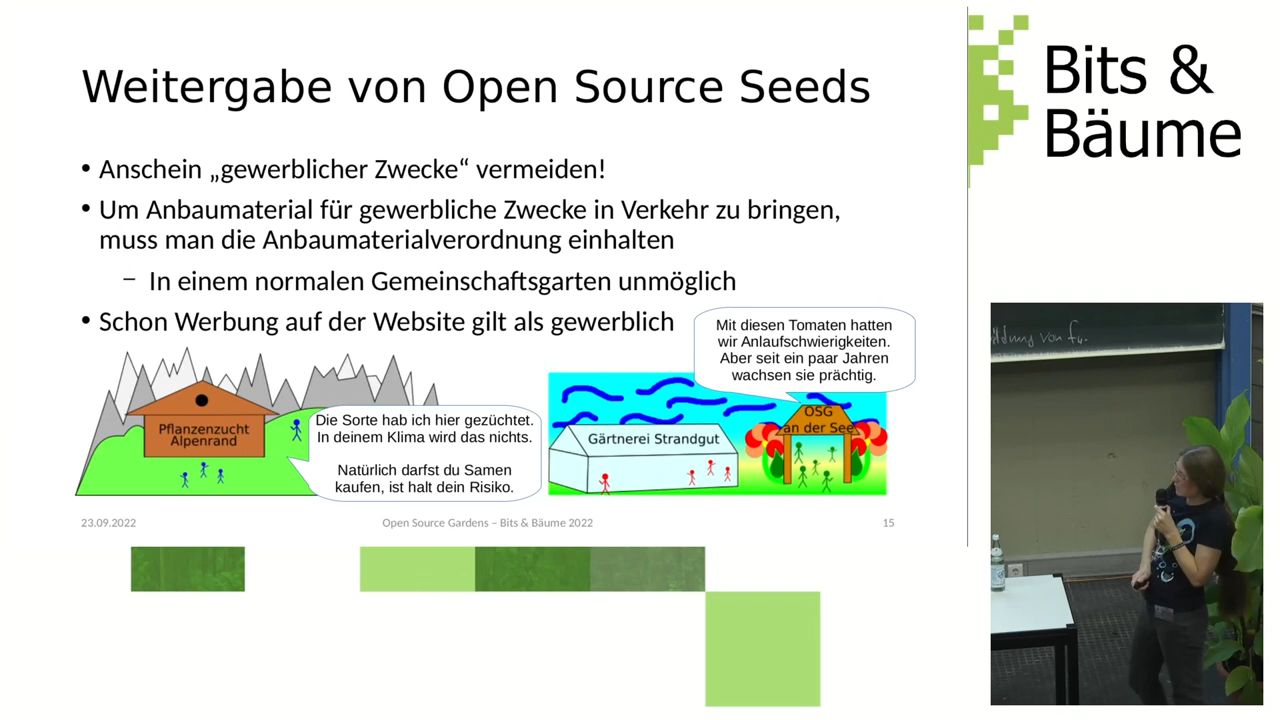 Weitergabe von Open Source Seeds
• Anschein „gewerblicher Zwecke“ vermeiden!
• Um Anbaumaterial für gewerbliche Zwecke in Verkehr zu bringen,
muss man die Anbaumaterialverordnung einhalten
– In einem normalen Gemeinschaftsgarten unmöglich
• Schon Werbung auf der Website gilt als gewerblich
Mit diesen Tomaten hatten
wir Anlaufschwierigkeiten.
Aber seit ein paar Jahren
wachsen sie prächtig.
Pflanzenzucht
Alpenrand
Die Sorte hab ich hier gezüchtet.
In deinem Klima wird das nichts.
Natürlich darfst du Samen
kaufen, ist halt dein Risiko.
Gärtnerei Strandgut
OSG
an der See
23.09.2022
Open Source Gardens – Bits & Bäume 2022
15
Bits &
Bäume
von